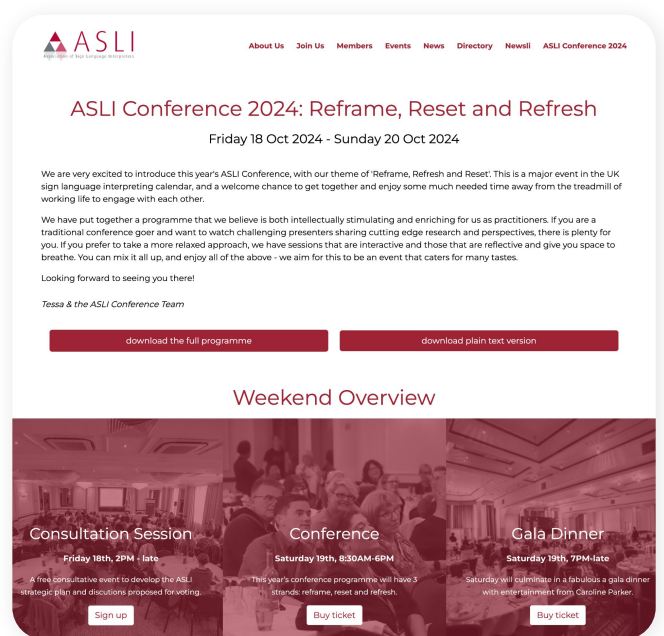 ASLI
Association of Sign Language Interpreters
About Us Join Us Members Events News Directory Newsli ASLI Conference 2024
ASLI Conference 2024: Reframe, Reset and Refresh
Friday 18 Oct 2024 - Sunday 20 Oct 2024
We are very excited to introduce this year's ASLI Conference, with our theme of 'Reframe, Refresh and Reset'. This is a major event in the UK
sign language interpreting calendar, and a welcome chance to get together and enjoy some much needed time away from the treadmill of
working life to engage with each other.
We have put together a programme that we believe is both intellectually stimulating and enriching for us as practitioners. If you are a
traditional conference goer and want to watch challenging presenters sharing cutting edge research and perspectives, there is plenty for
you. If you prefer to take a more relaxed approach, we have sessions that are interactive and those that are reflective and give you space to
breathe. You can mix it all up, and enjoy all of the above - we aim for this to be an event that caters for many tastes.
Looking forward to seeing you there!
Tessa & the ASLI Conference Team
download the full programme
download plain text version
Weekend Overview
Consultation Session
Friday 18th, 2PM - late
A free consultative event to develop the ASLI
strategic plan and discutions proposed for voting.
Sign up
Conference
Saturday 19th, 8:30AM-6PM
This year's conference programme will have 3
strands: reframe, reset and refresh.
Buy ticket
Gala Dinner
Saturday 19th, 7PM-late
Saturday will culminate in a fabulous a gala dinner
with entertainment from Caroline Parker.
Buy ticket